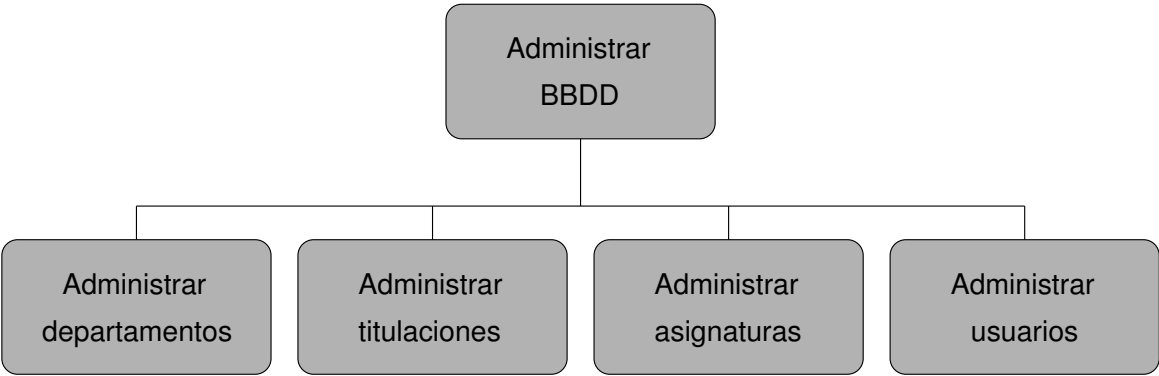 Administrar
BBDD
Administrar
departamentos
Administrar
titulaciones
Administrar
asignaturas
Administrar
usuarios